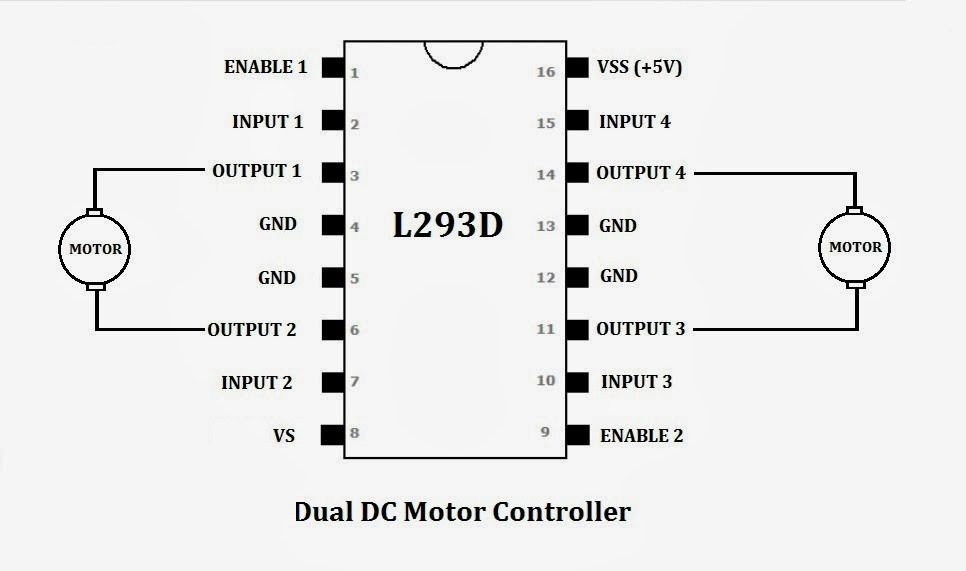 ENABLE 1
1
16
VSS (+5V)
INPUT 1
2
15
INPUT 4
OUTPUT 1
3
14
OUTPUT 4
GND
4
L293D
13
GND
MOTOR
MOTOR
GND
5
12
GND
OUTPUT 2
6
11
OUTPUT 3
INPUT 2
7
10
INPUT 3
VS
8
9
ENABLE 2
Dual DC Motor Controller